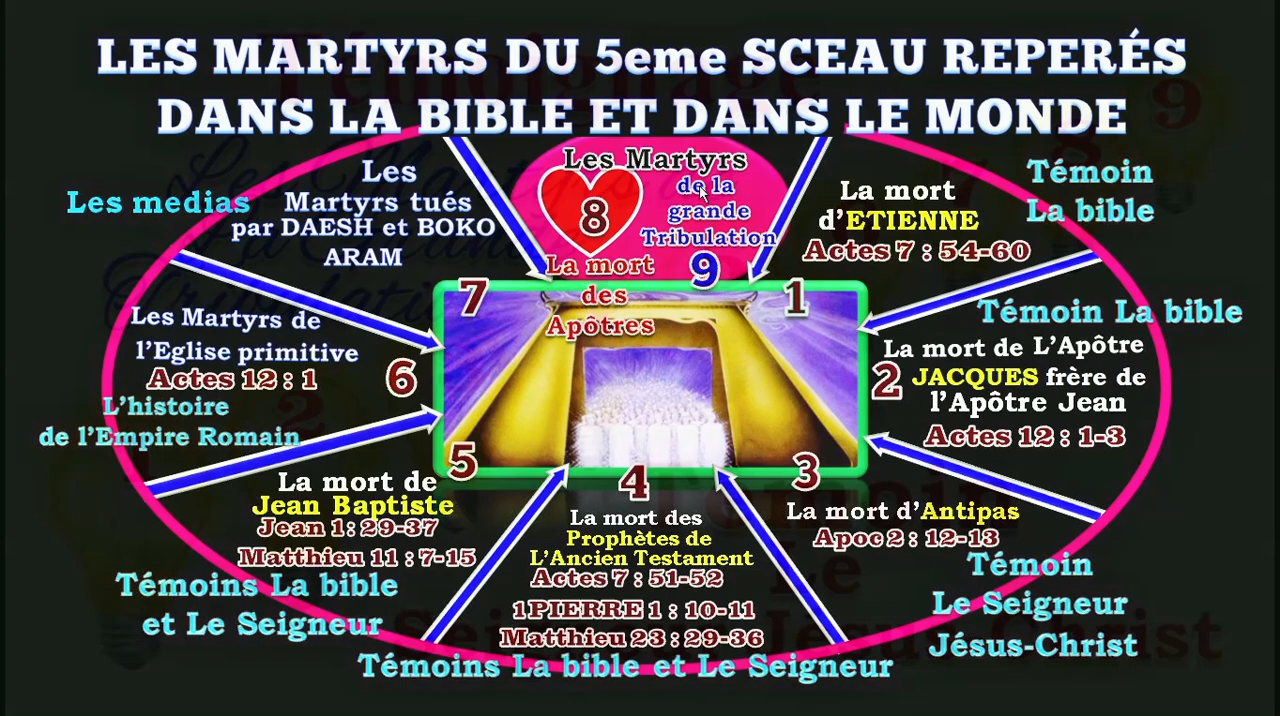 LES MARTYRS DU 5eme SCEAU REPERÉS
DANS LA BIBLE ET DANS LE MONDE
Les Martyrs
8
de la
grande
Tribulation
9
La mort
des
Apôtres
1
La mort
d'ETIENNE
Actes 7 : 54-60
Témoin
La bible
Témoin La bible
2
La mort de L'Apôtre
JACQUES frère de
l'Apôtre Jean
Actes 12 : 1-3
3
La mort d'Antipas
Apoc 2 : 12-13
Témoin
Le Seigneur
Jésus-Christ
4
La mort des
Prophètes de
L'Ancien Testament
Actes 7 : 51-52
1PIERRE 1 : 10-11
Matthieu 23 : 29-36
Témoins La bible et Le Seigneur
5
La mort de
Jean Baptiste
Jean 1: 29-37
Matthieu 11 : 7-15
Témoins La bible
et Le Seigneur
6
Les Martyrs de
l'Eglise primitive
Actes 12 : 1
L'histoire
de l'Empire Romain
7
Les
Martyrs tués
par DAESH et BOKO
ARAM
Les medias